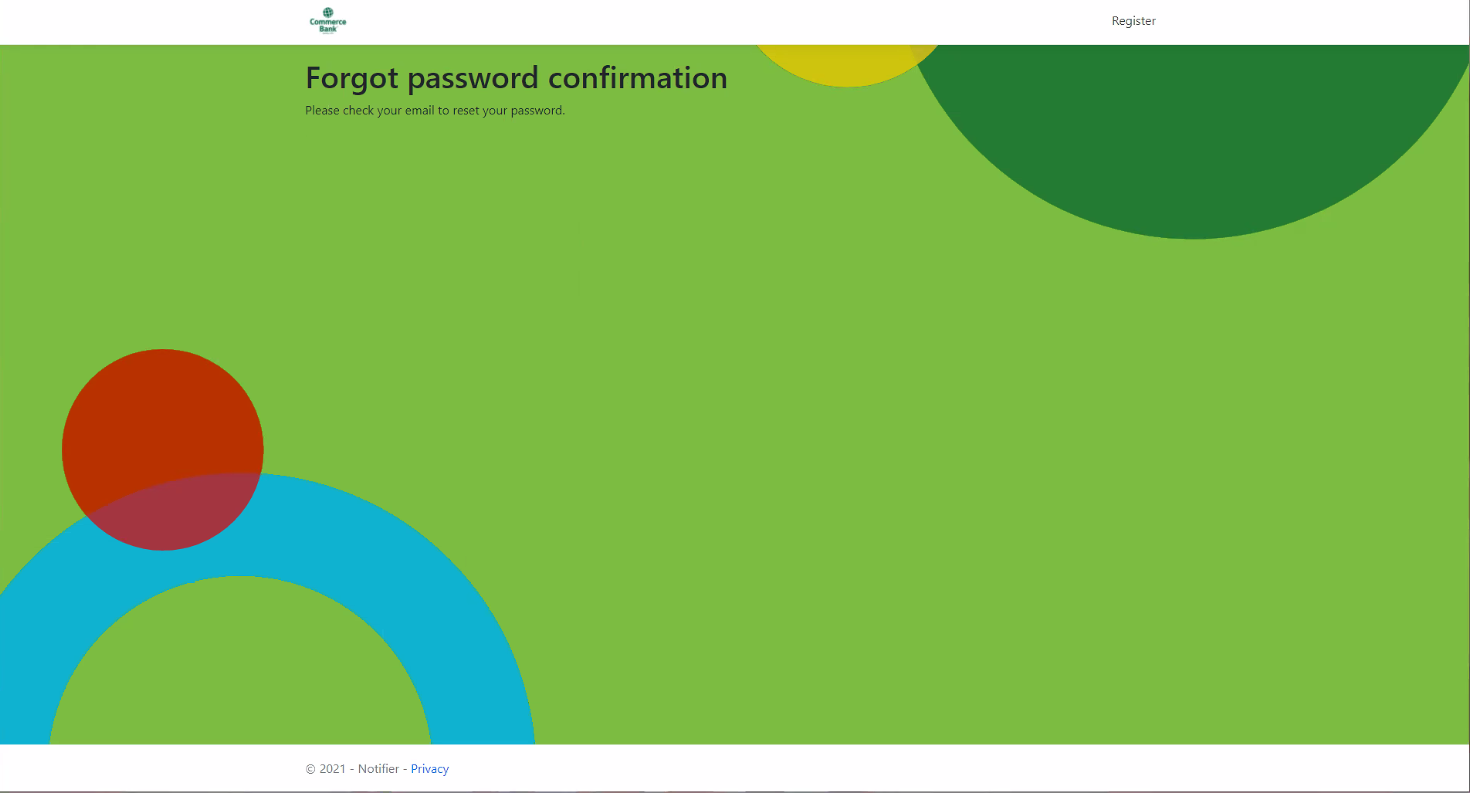 Commerce
Bank
Register
Forgot password confirmation
Please check your email to reset your password.
© 2021 - Notifier - Privacy